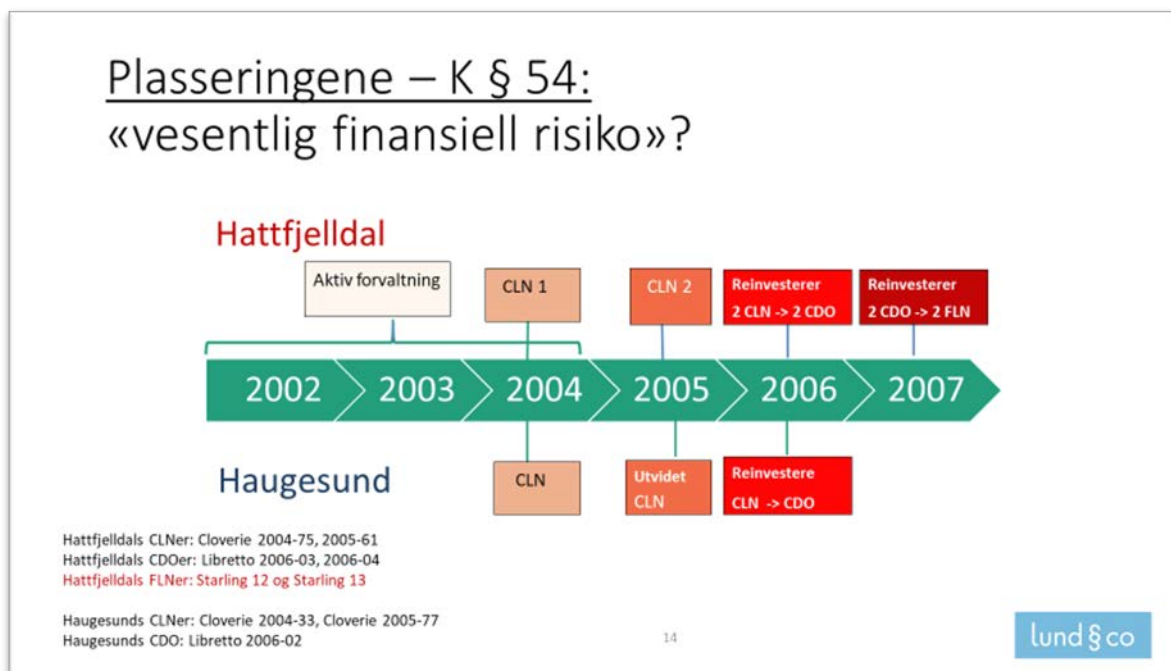 Plasseringene – K § 54:
«vesentlig finansiell risiko»?
Hattfjelldal
Aktiv forvaltning
CLN 1
CLN 2
Reinvesterer
2 CLN -> 2 CDO
Reinvesterer
2 CDO -> 2 FLN
2002
2003
2004
2005
2006
2007
Haugesund
CLN
Utvidet
CLN
Reinvestere
CLN -> CDO
Hattfjelldals CLNer: Cloverie 2004-75, 2005-61
Hattfjelldals CDOer: Libretto 2006-03, 2006-04
Hattfjelldals FLNer: Starling 12 og Starling 13
Haugesunds CLNer: Cloverie 2004-33, Cloverie 2005-77
Haugesunds CDO: Libretto 2006-02
14
lund § co